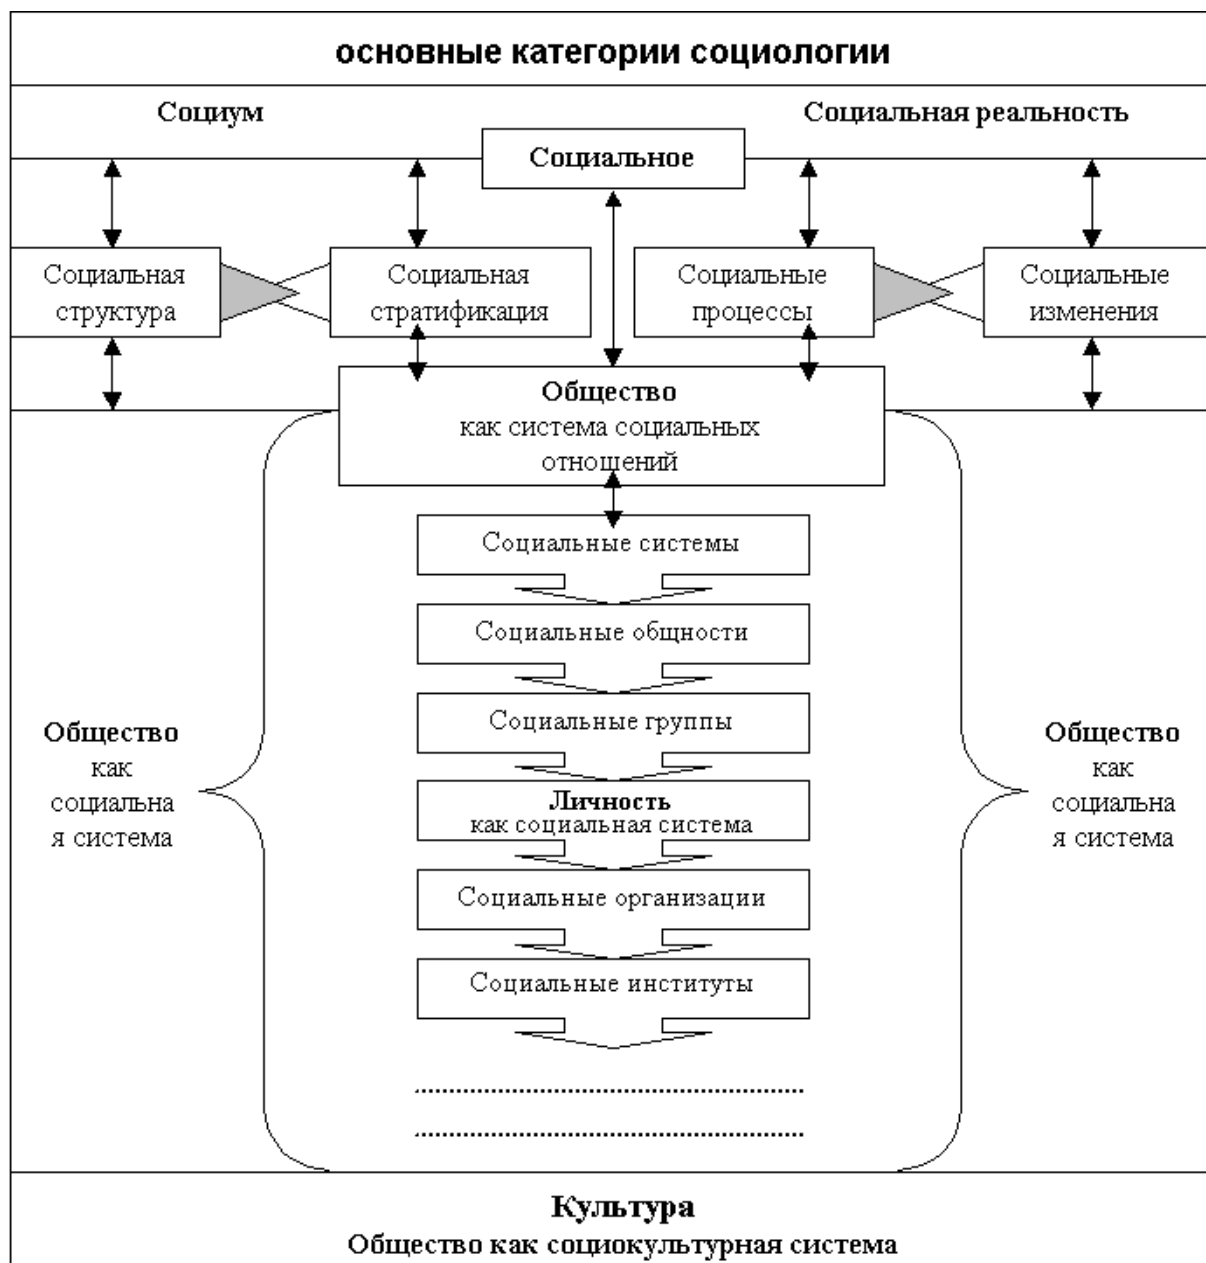 основные категории социологии
Социум
Социальная реальность
Социальное
Социальная
структура
Социальная
стратификация
Социальные
процессы
Социальные
изменения
Общество
как система социальных
отношений
Социальные системы
Социальные общности
Социальные группы
Личность
как социальная система
Социальные организации
Социальные институты
Общество
как
социальна
я система
Общество
как
социальна
я система
Культура
Общество как социокультурная система